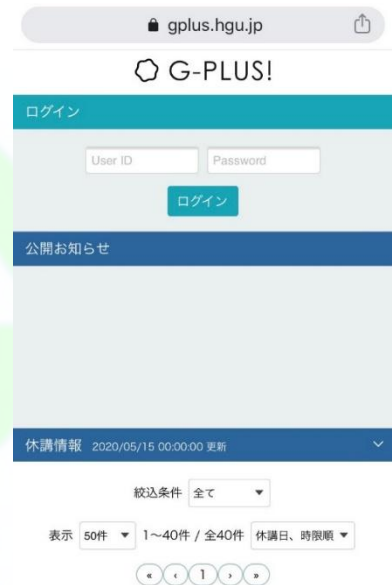 gplus.hgu.jp
G-PLUS!
ログイン
User ID Password
ログイン
公開お知らせ
休講情報 2020/05/15 00:00:00 更新
絞込条件 全て
表示 50件 1～40件 / 全40件 休講日、時限順
« ‹ 1 › »